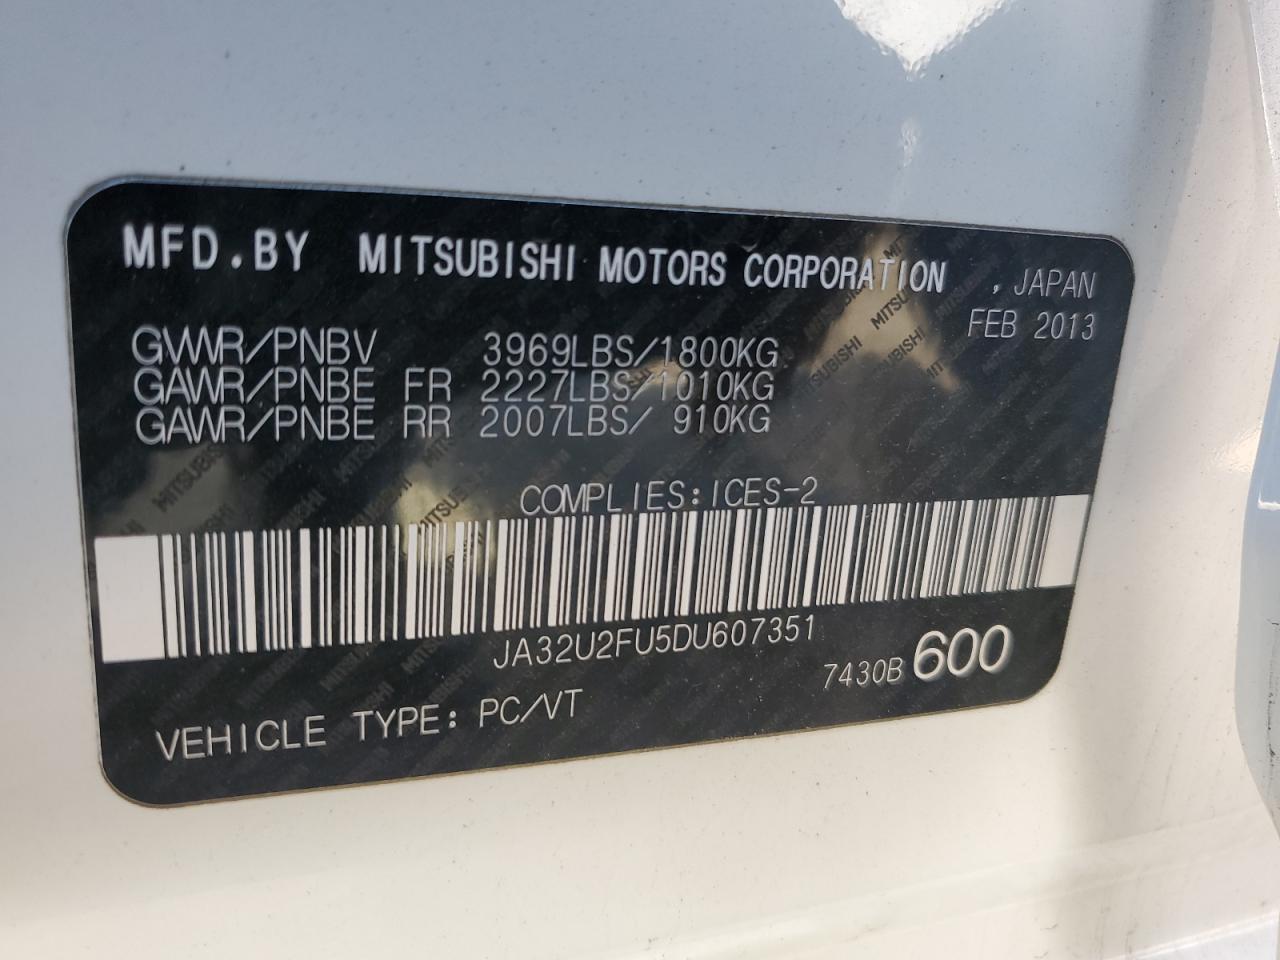 MFD.BY MITSUBISHI MOTORS CORPORATION , JAPAN
FEB 2013
GVWR/PNBV 3969LBS/1800KG
GAWR/PNBE FR 2227LBS/1010KG
GAWR/PNBE RR 2007LBS/ 910KG
COMPLIES:ICES-2
JA32U2FU5DU607351
7430B 600
VEHICLE TYPE: PC/VT